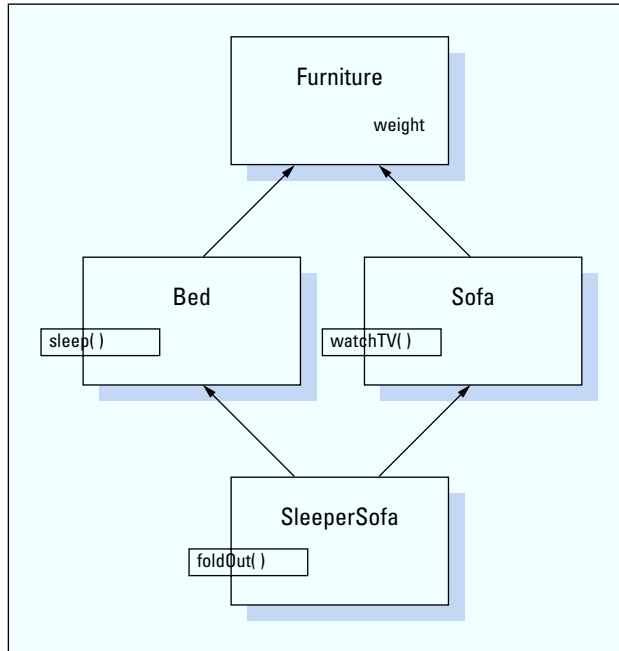 Furniture
weight
Bed
sleep( )
Sofa
watchTV( )
SleeperSofa
foldOut( )